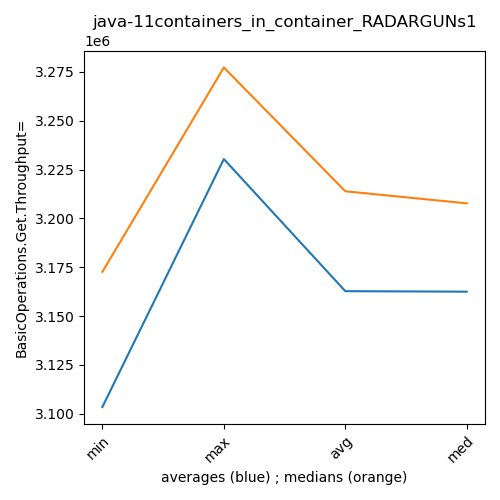 java-11containers_in_container_RADARGUNs1
1e6
3.275
3.250
3.225
3.200
3.175
3.150
3.125
3.100
BasicOperations.Get.Throughput=
min
max
avg
med
averages (blue) ; medians (orange)